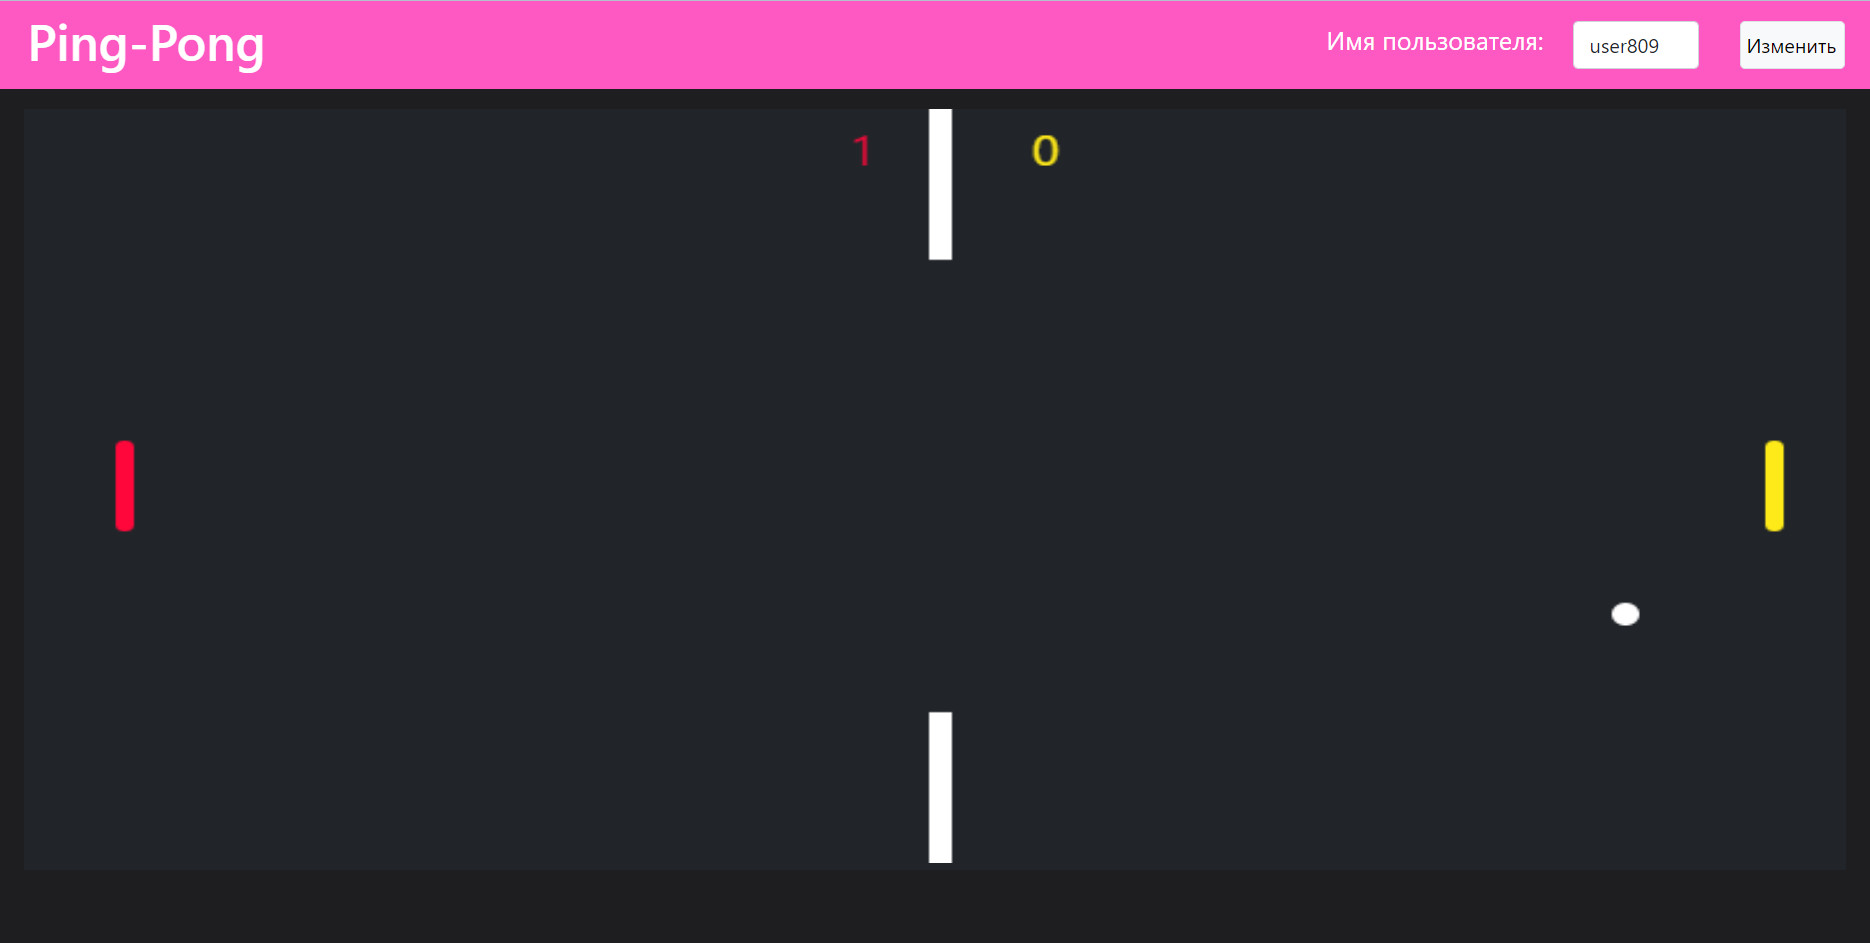 Ping-Pong
Имя пользователя:
user809
Изменить
1
0